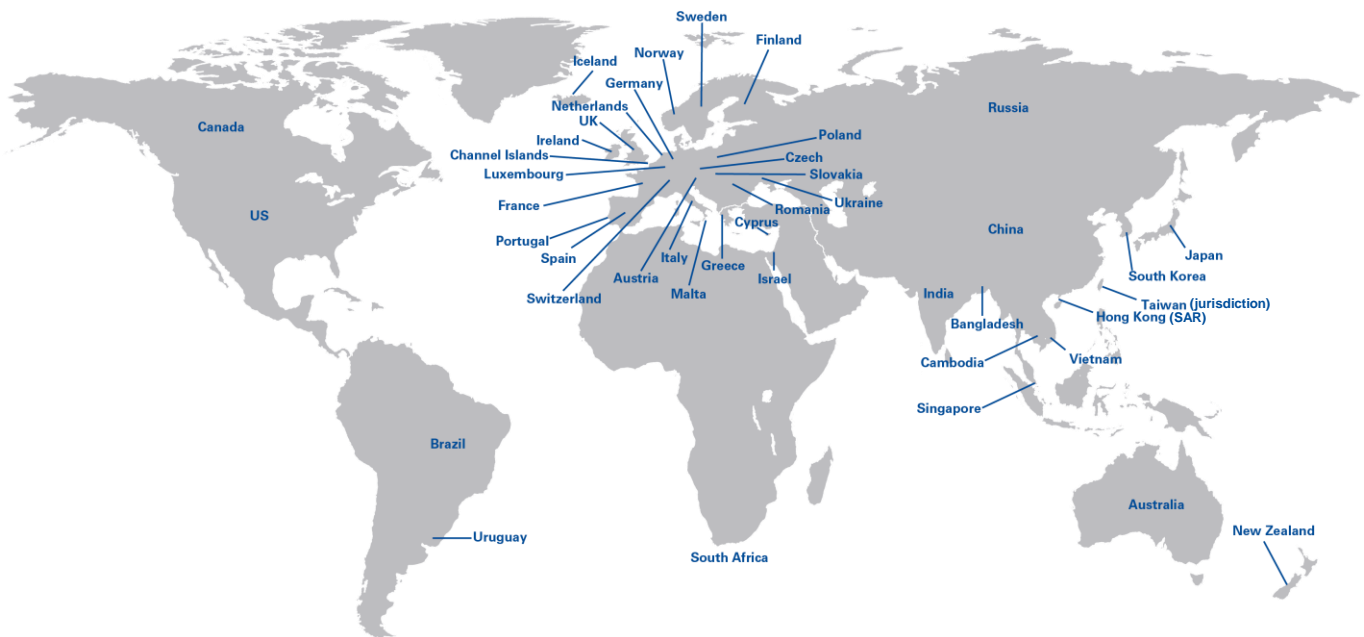 Sweden
Finland
Norway
Iceland
Germany
Netherlands
UK
Ireland
Channel Islands
Luxembourg
France
Portugal
Spain
Switzerland
Austria
Italy
Malta
Greece
Cyprus
Israel
Poland
Czech
Slovakia
Ukraine
Romania
Russia
Canada
US
China
Japan
South Korea
Taiwan (jurisdiction)
Hong Kong (SAR)
India
Bangladesh
Cambodia
Vietnam
Singapore
Brazil
Uruguay
South Africa
Australia
New Zealand